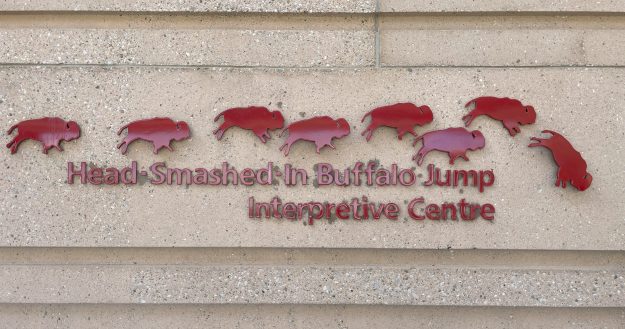 Head-Smashed-In Buffalo Jump
Interpretive Centre